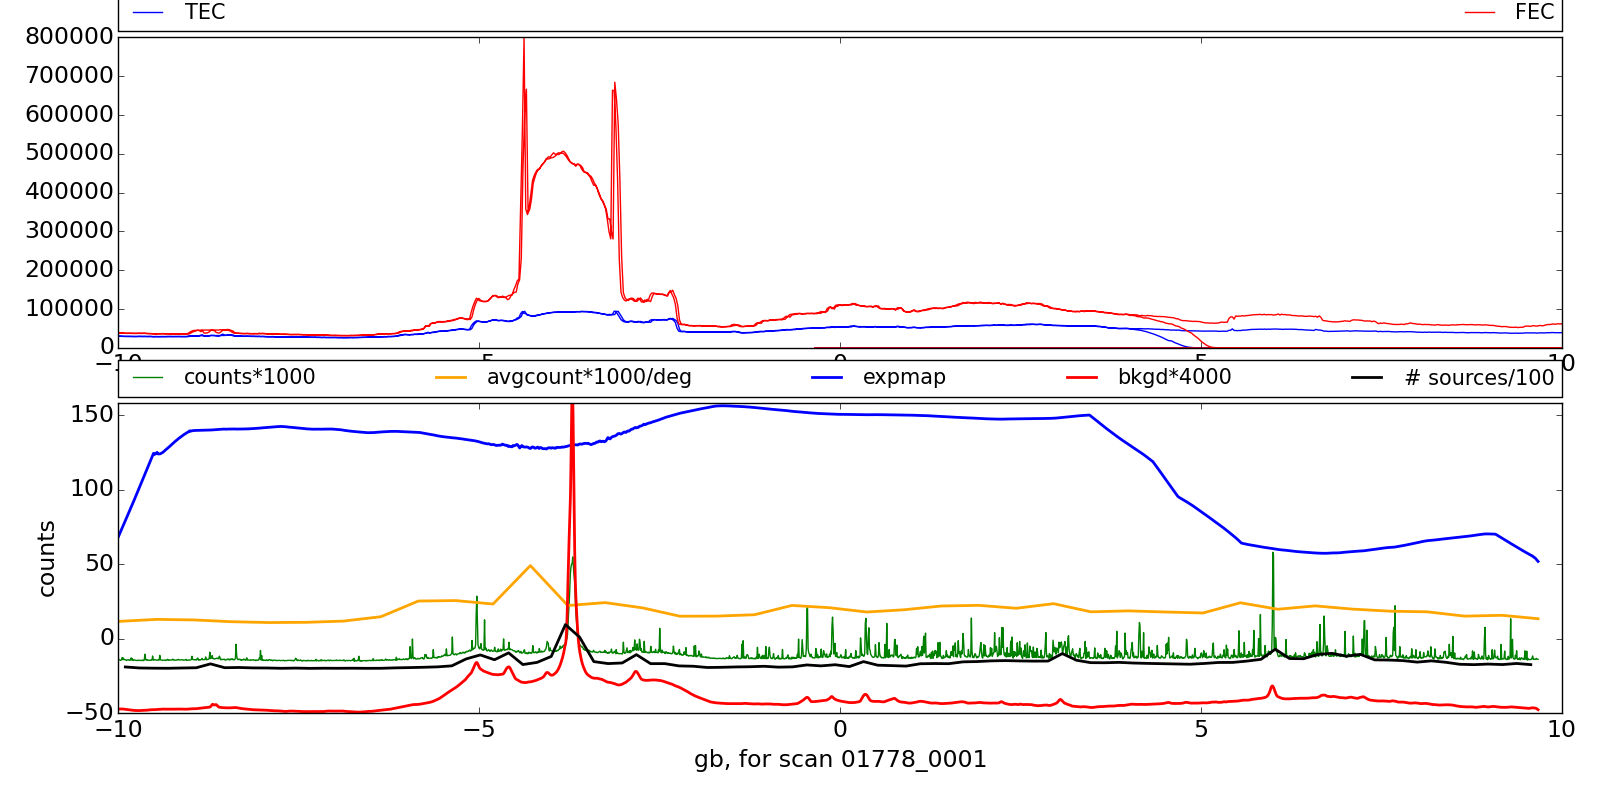 TEC FEC
800000
700000
600000
500000
400000
300000
200000
100000
0
−10 −5 0 5 10
counts*1000 avgcount*1000/deg expmap bkgd*4000 # sources/100
150
100
50
0
−50
counts
−10 −5 0 5 10
gb, for scan 01778_0001